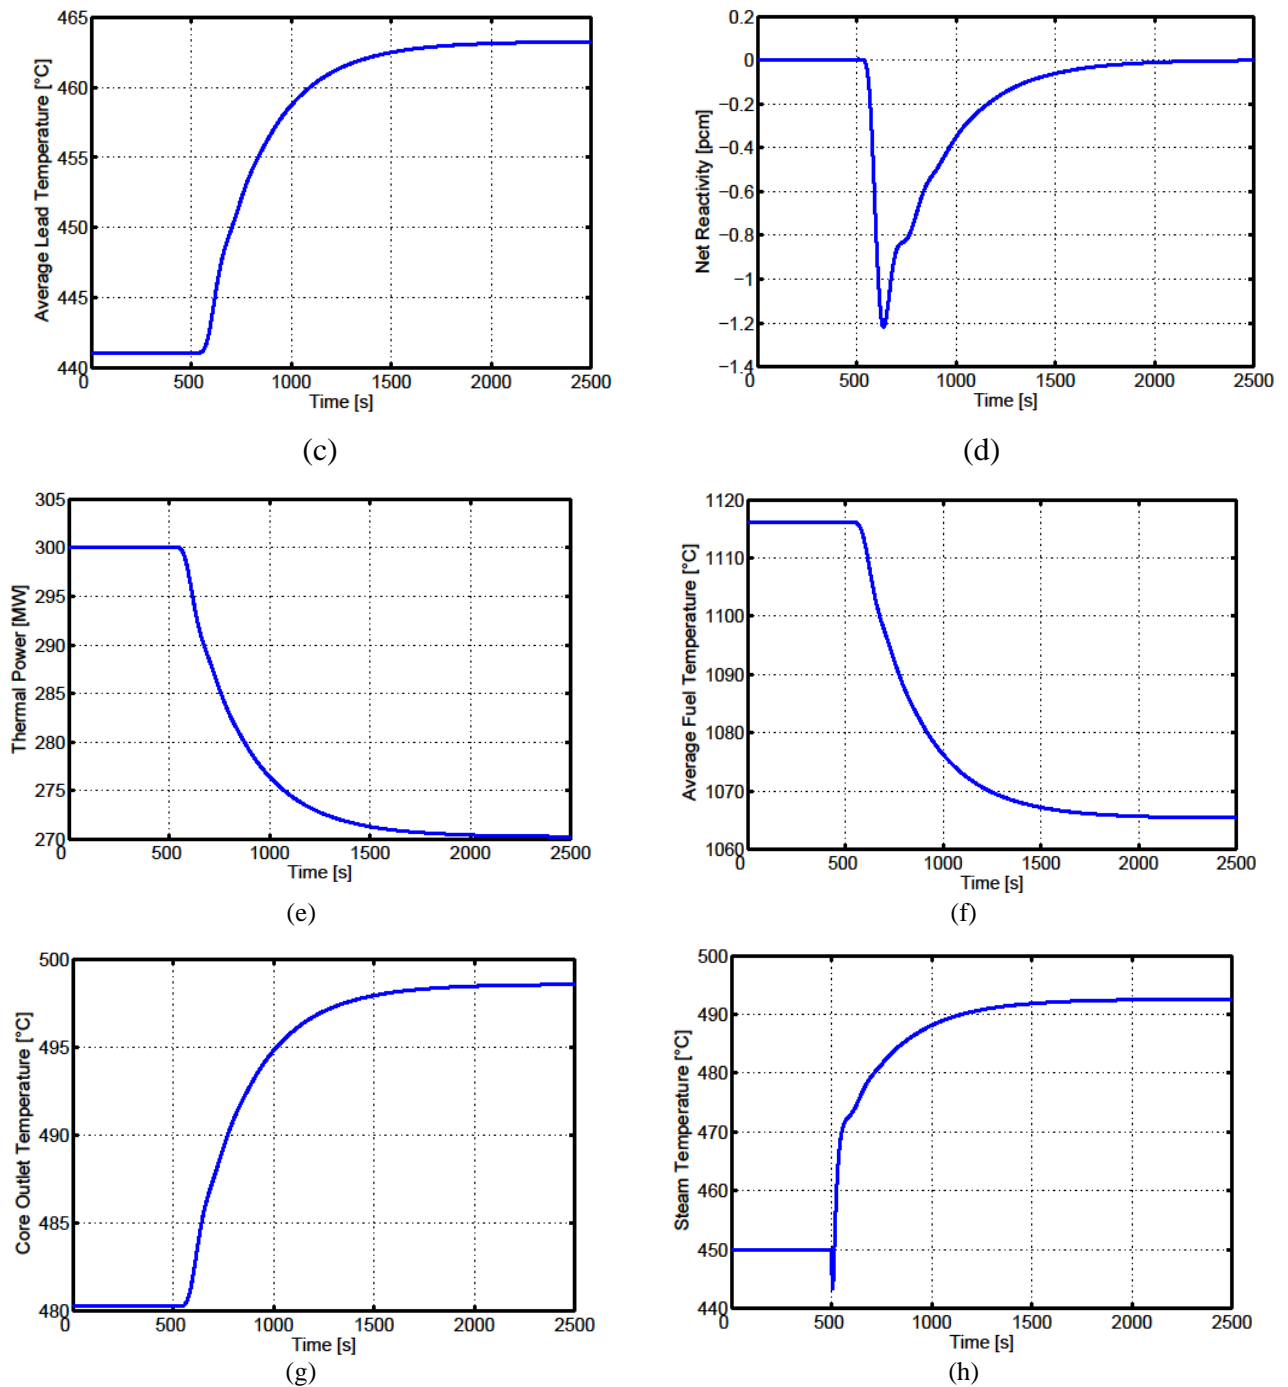 465
460
455
450
445
440
Average Lead Temperature [°C]
0 500 1000 1500 2000 2500
Time [s]
(c)
0.2
0
−0.2
−0.4
−0.6
−0.8
−1
−1.2
−1.4
Net Reactivity [pcm]
0 500 1000 1500 2000 2500
Time [s]
(d)
305
300
295
290
285
280
275
270
Thermal Power [MW]
0 500 1000 1500 2000 2500
Time [s]
(e)
1120
1110
1100
1090
1080
1070
1060
Average Fuel Temperature [°C]
0 500 1000 1500 2000 2500
Time [s]
(f)
500
495
490
485
480
Core Outlet Temperature [°C]
0 500 1000 1500 2000 2500
Time [s]
(g)
500
490
480
470
460
450
440
Steam Temperature [°C]
0 500 1000 1500 2000 2500
Time [s]
(h)